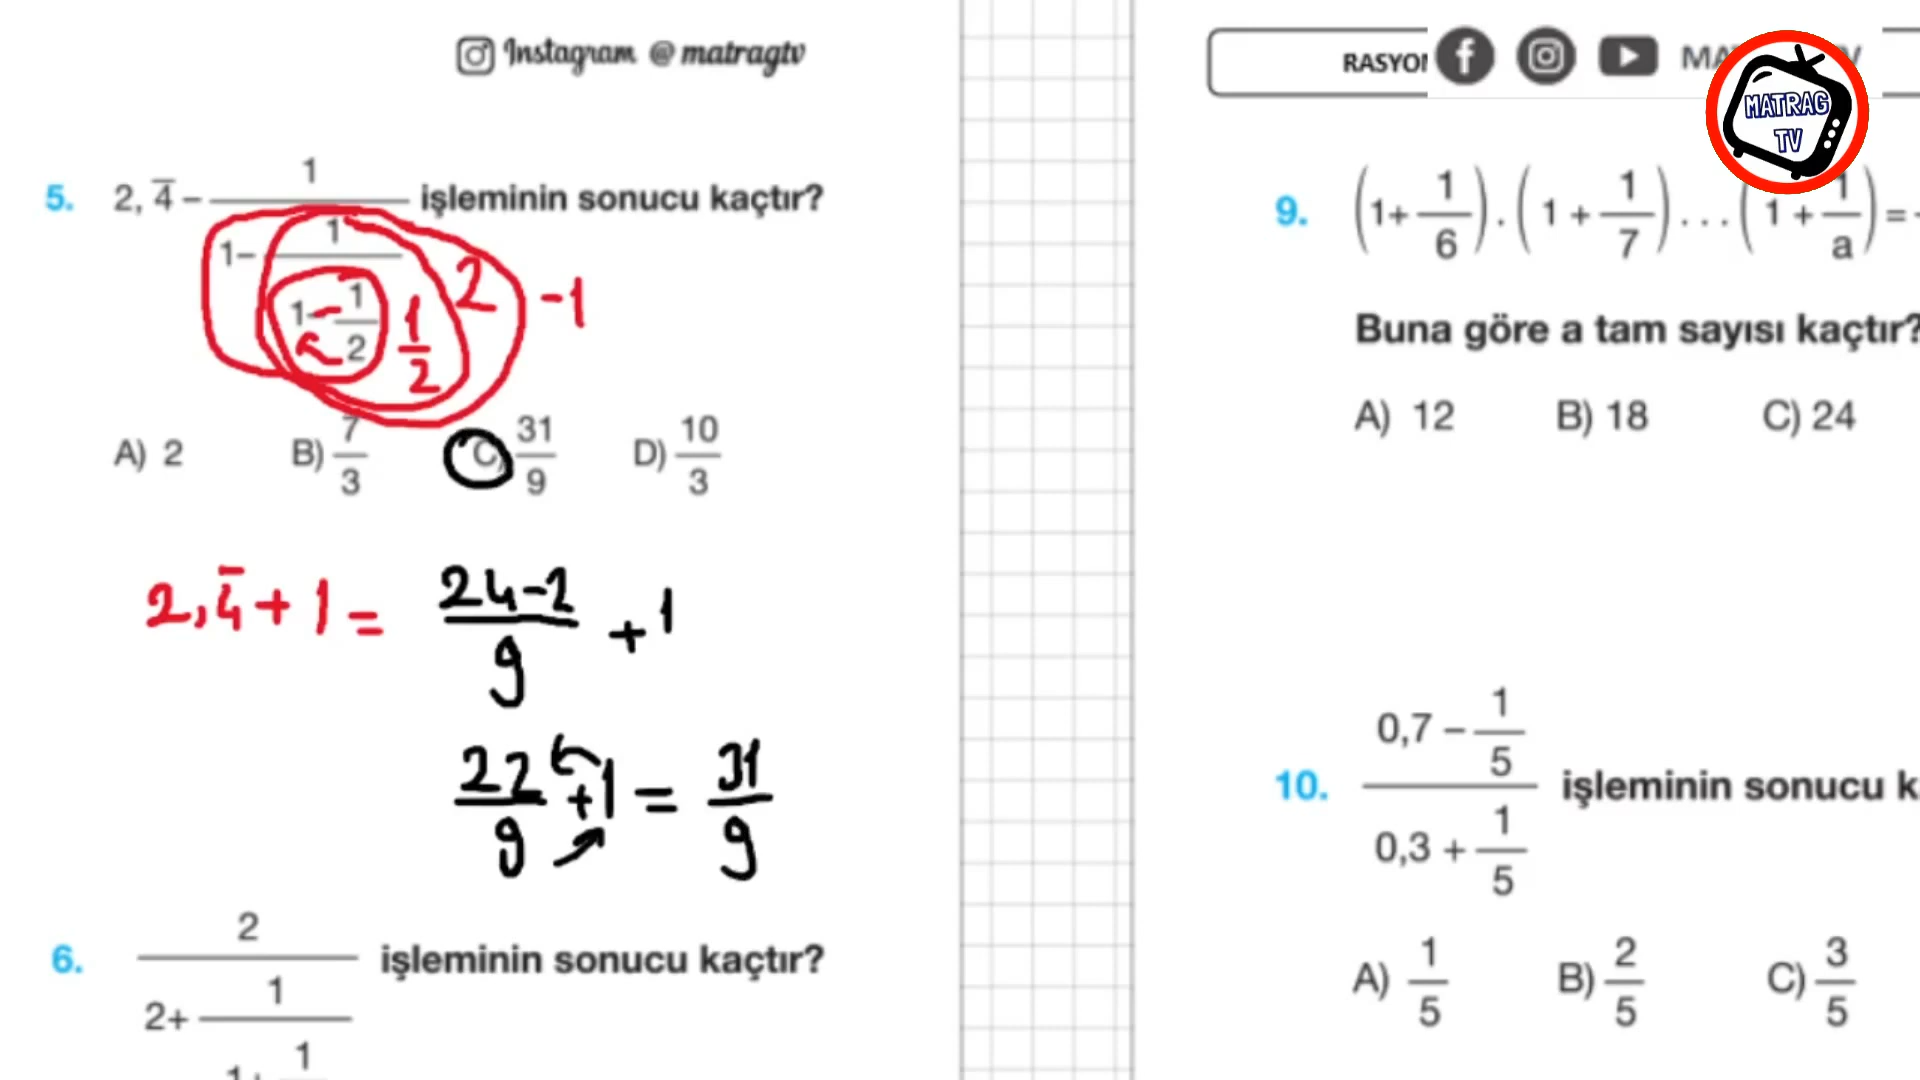 Instagram @ matragtv
5. 2, 4̅ – 1 işleminin sonucu kaçtır?
1– 1
1– 1/2
1/2 2 -1
A) 2 B) 7/3 C) 31/9 D) 10/3
2,4̅ + 1 = (24-2)/9 + 1
22/9 +1 = 31/9
6. 2 işleminin sonucu kaçtır?
2+ 1
1+ 1
MATRAG
TV
9. (1+ 1/6) . (1 + 1/7) . . . (1 + 1/a) =
Buna göre a tam sayısı kaçtır?
A) 12 B) 18 C) 24
10. 0,7 – 1/5 işleminin sonucu
0,3 + 1/5
A) 1/5 B) 2/5 C) 3/5